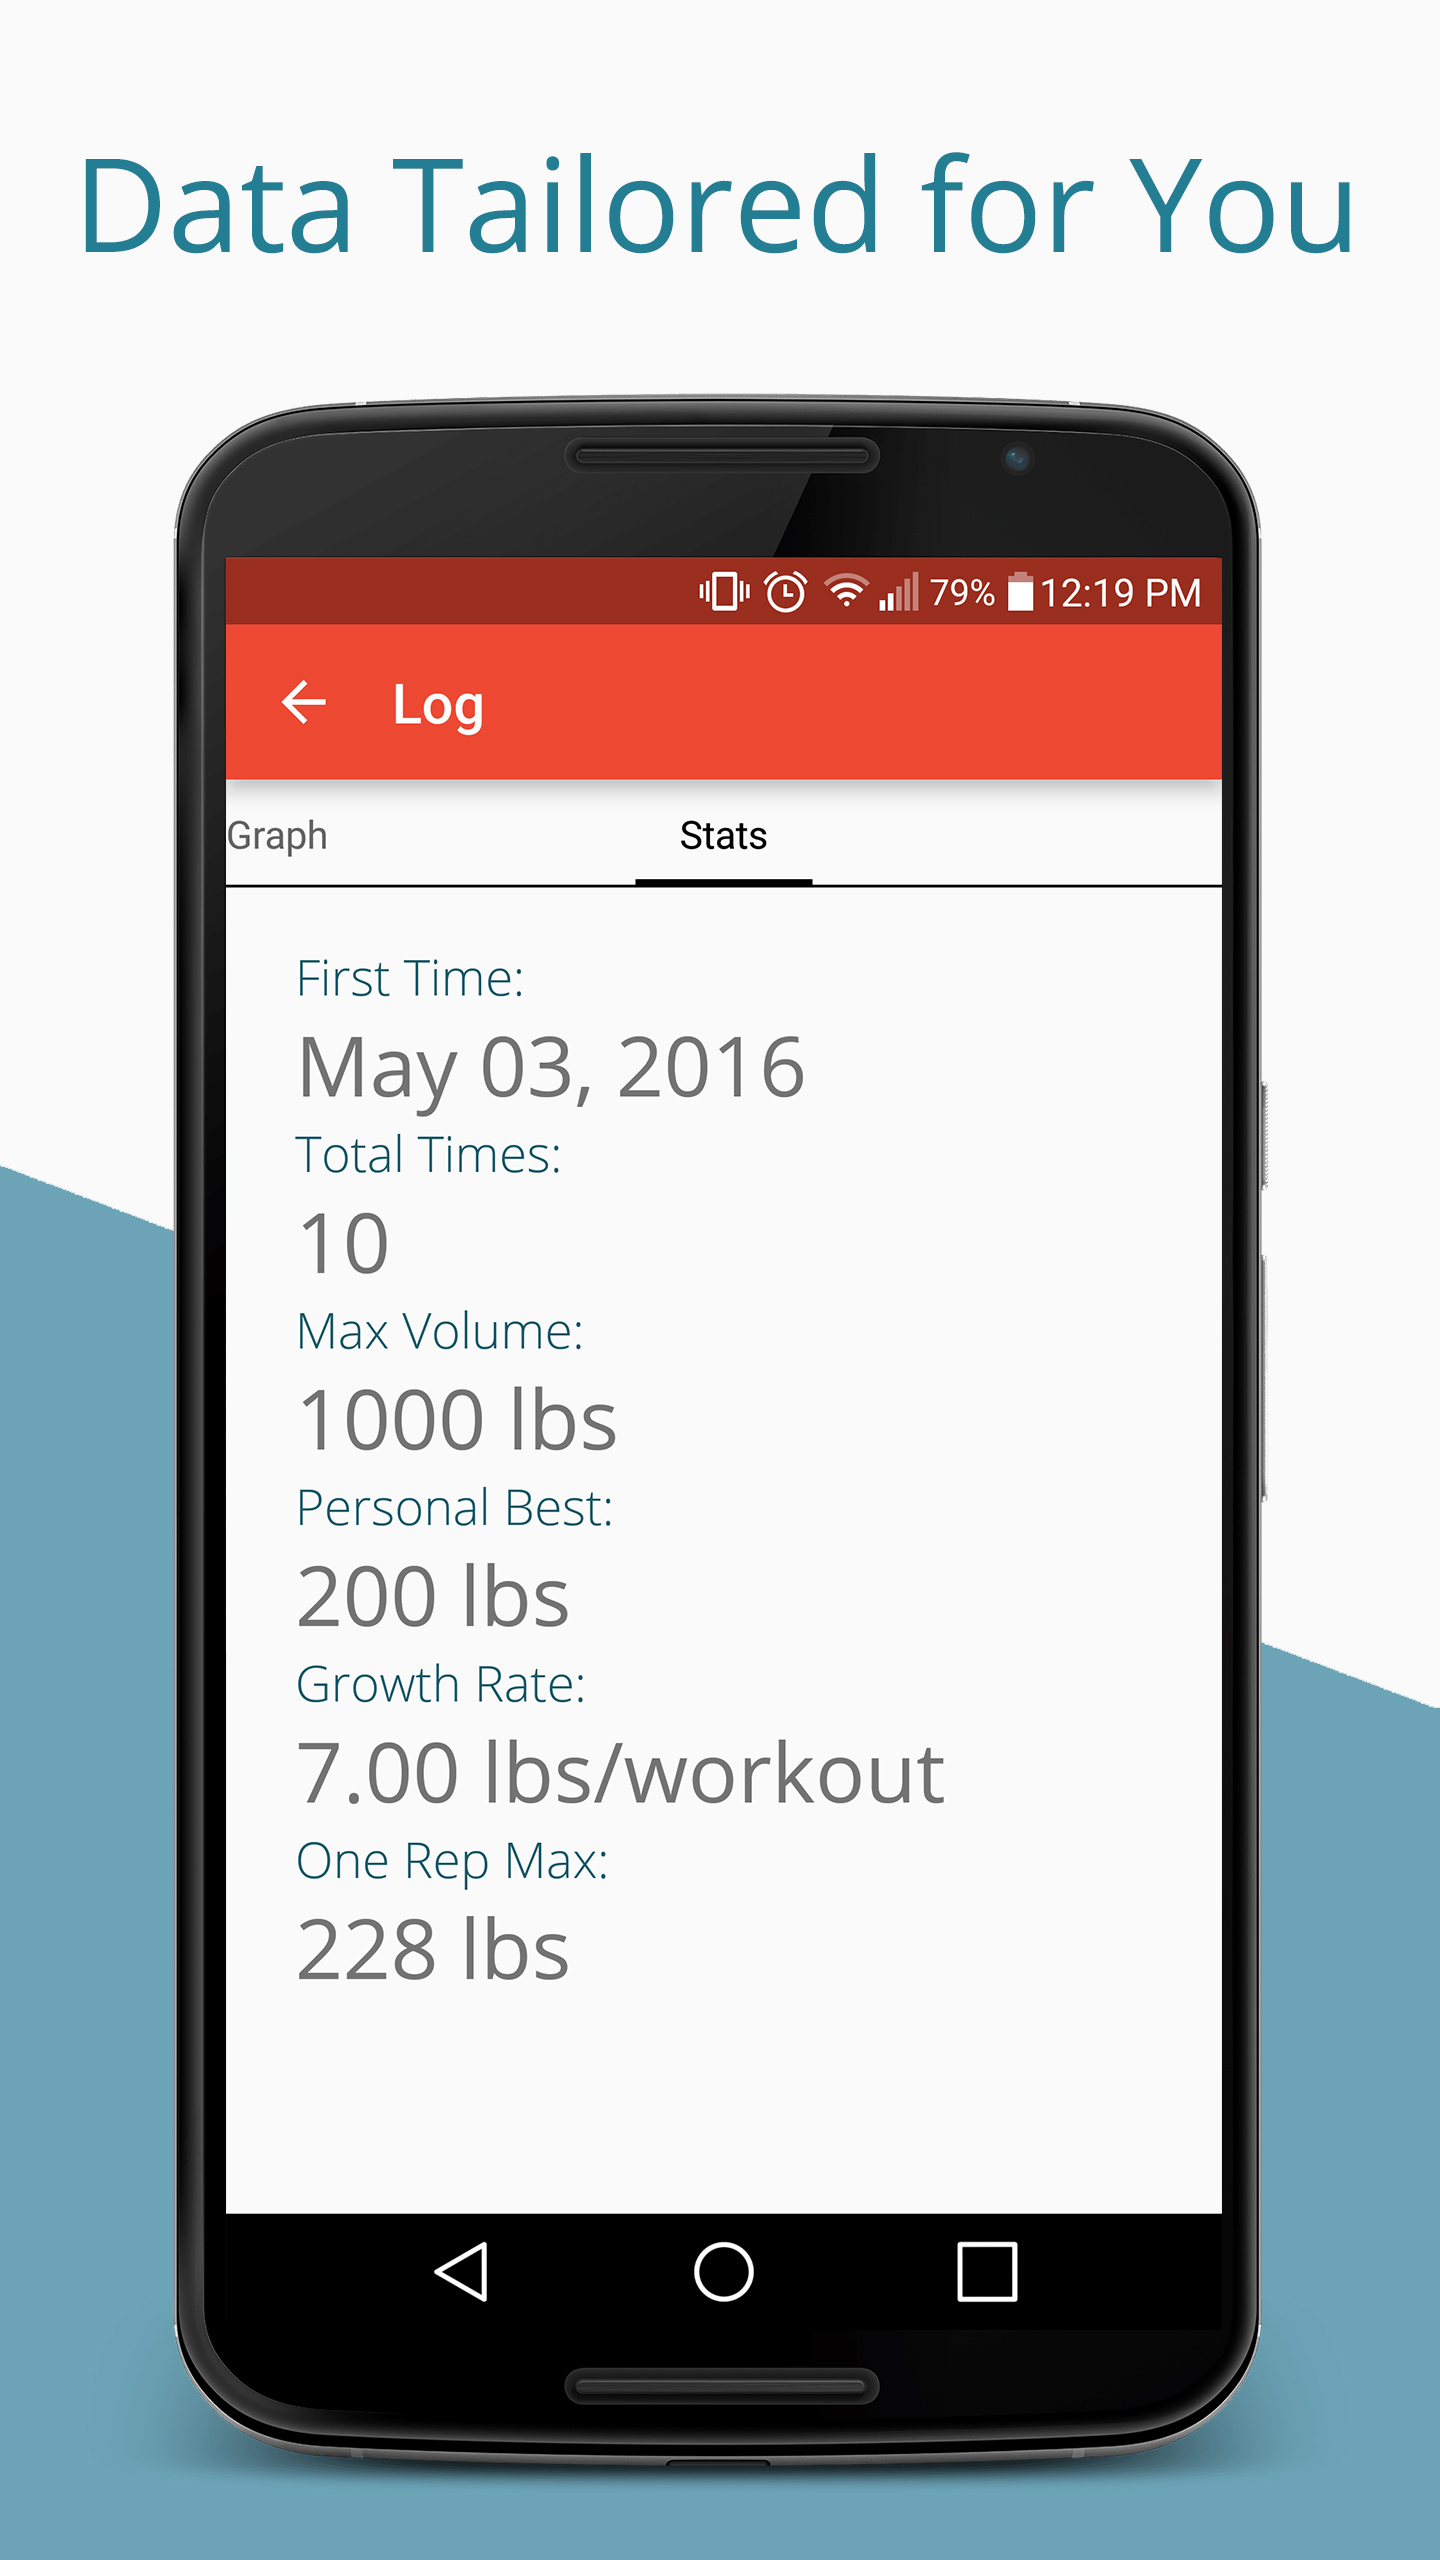 Data Tailored for You
79% 12:19 PM
Log
Graph Stats
First Time:
May 03, 2016
Total Times:
10
Max Volume:
1000 lbs
Personal Best:
200 lbs
Growth Rate:
7.00 lbs/workout
One Rep Max:
228 lbs